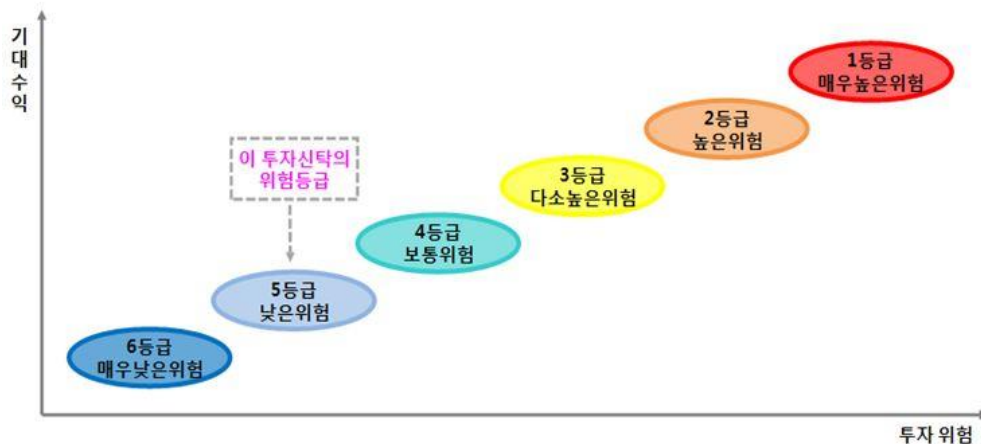 기대수익
1등급
매우높은위험
2등급
높은위험
이 투자신탁의
위험등급
3등급
다소높은위험
4등급
보통위험
5등급
낮은위험
6등급
매우낮은위험
투자 위험